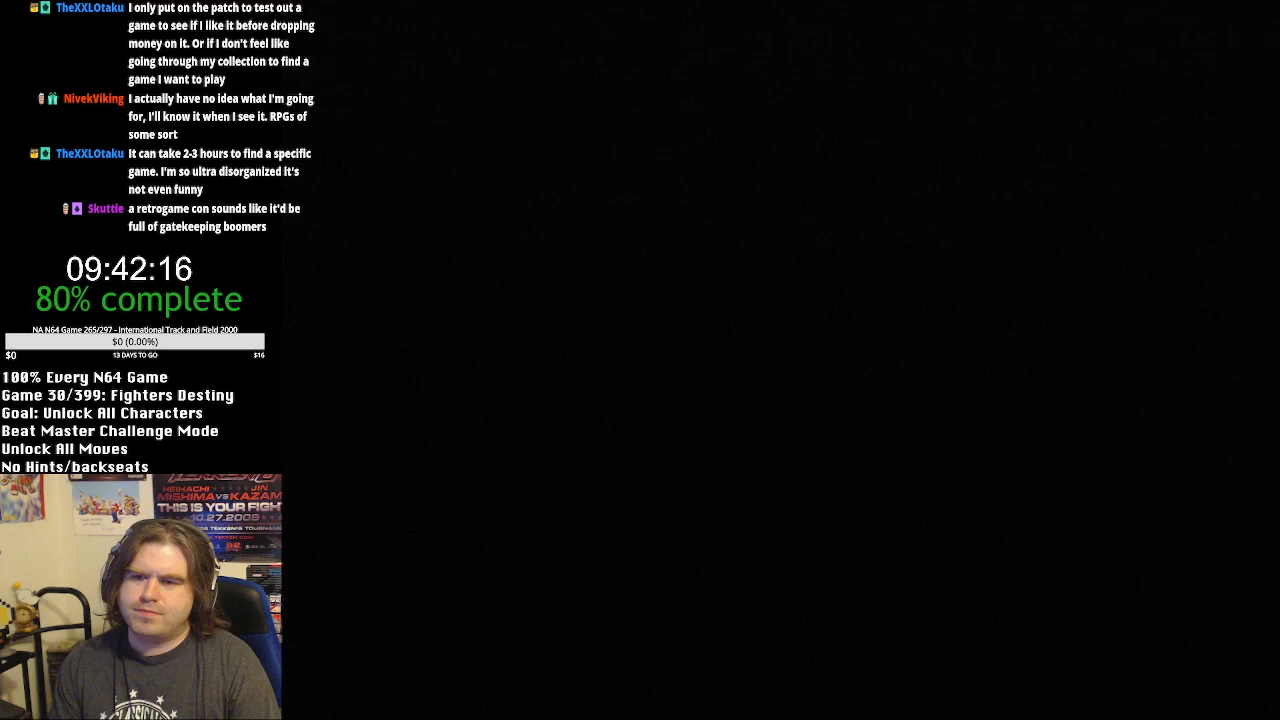 TheXXLOtaku I only put on the patch to test out a
game to see if I like it before dropping
money on it. Or if I don't feel like
going through my collection to find a
game I want to play
NivekViking I actually have no idea what I'm going
for, I'll know it when I see it. RPGs of
some sort
TheXXLOtaku It can take 2-3 hours to find a specific
game. I'm so ultra disorganized it's
not even funny
Skuttie a retrogame con sounds like it'd be
full of gatekeeping boomers
09:42:16
80% complete
NA N64 Game 265/297 - International Track and Field 2000
$0 (0.00%)
$0 13 DAYS TO GO $16
100% Every N64 Game
Game 30/399: Fighters Destiny
Goal: Unlock All Characters
Beat Master Challenge Mode
Unlock All Moves
No Hints/backseats
HEIHACHI JIN
MISHIMA VS KAZAM
THIS IS YOUR FIGH
10.27.2009